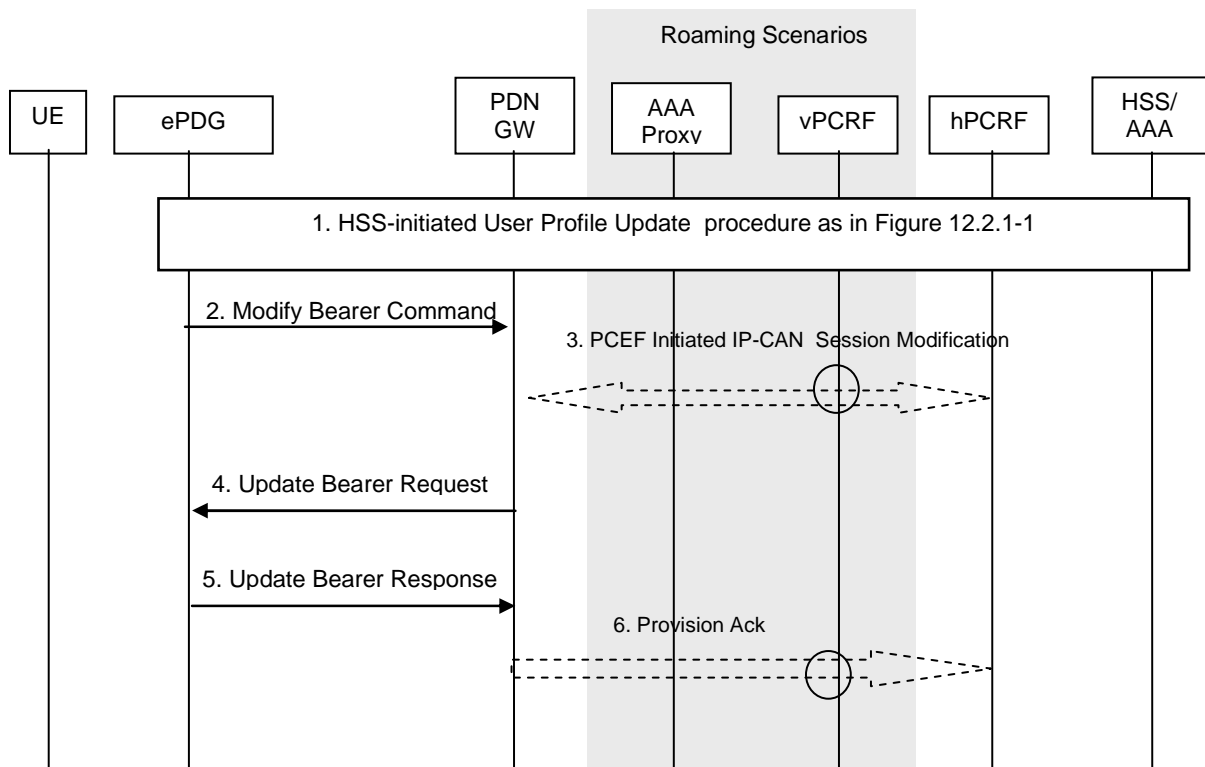 Roaming Scenarios
UE
ePDG
PDN
GW
AAA
Proxy
vPCRF
hPCRF
HSS/
AAA
1. HSS-initiated User Profile Update procedure as in Figure 12.2.1-1
2. Modify Bearer Command
3. PCEF Initiated IP-CAN Session Modification
4. Update Bearer Request
5. Update Bearer Response
6. Provision Ack